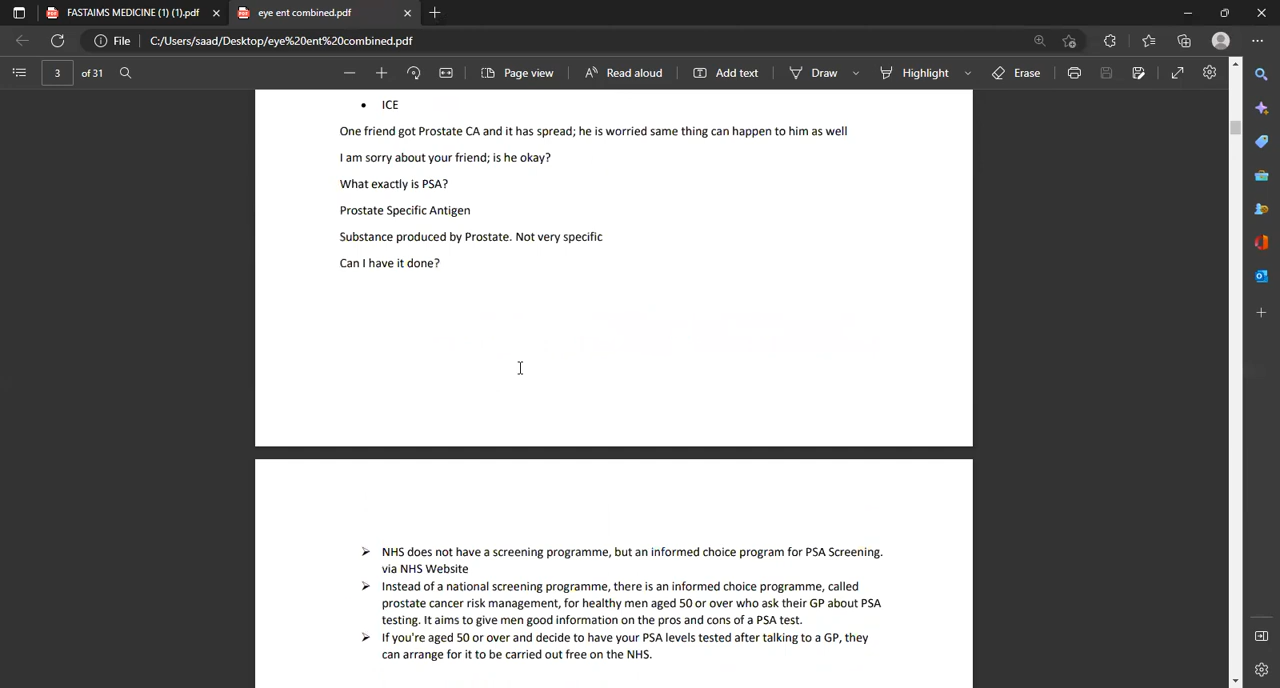 FASTAIMS MEDICINE (1) (1).pdf
eye ent combined.pdf
File
C:/Users/saad/Desktop/eye%20ent%20combined.pdf
3 of 31
Page view
Read aloud
Add text
Draw
Highlight
Erase
• ICE
One friend got Prostate CA and it has spread; he is worried same thing can happen to him as well
I am sorry about your friend; is he okay?
What exactly is PSA?
Prostate Specific Antigen
Substance produced by Prostate. Not very specific
Can I have it done?
➢ NHS does not have a screening programme, but an informed choice program for PSA Screening.
via NHS Website
➢ Instead of a national screening programme, there is an informed choice programme, called
prostate cancer risk management, for healthy men aged 50 or over who ask their GP about PSA
testing. It aims to give men good information on the pros and cons of a PSA test.
➢ If you're aged 50 or over and decide to have your PSA levels tested after talking to a GP, they
can arrange for it to be carried out free on the NHS.